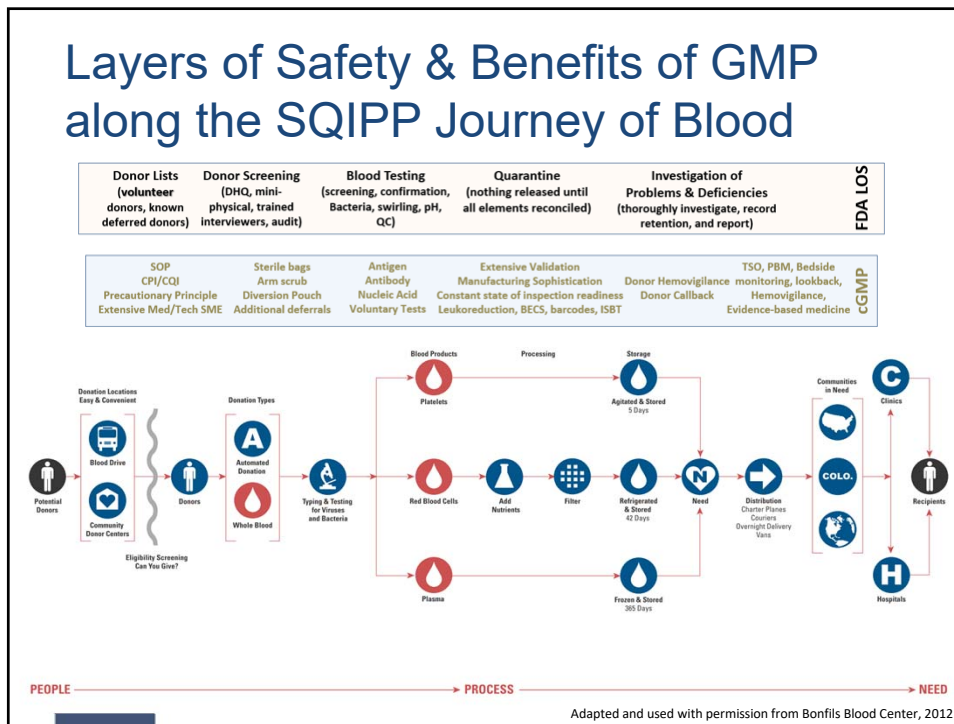 Layers of Safety & Benefits of GMP
along the SQIPP Journey of Blood
Donor Lists
(volunteer
donors, known
deferred donors)
Donor Screening
(DHQ, mini-
physical, trained
interviewers, audit)
Blood Testing
(screening, confirmation,
Bacteria, swirling, pH,
QC)
Quarantine
(nothing released until
all elements reconciled)
Investigation of
Problems & Deficiencies
(thoroughly investigate, record
retention, and report)
FDA LOS
SOP
CPI/CQI
Precautionary Principle
Extensive Med/Tech SME
Sterile bags
Arm scrub
Diversion Pouch
Additional deferrals
Antigen
Antibody
Nucleic Acid
Voluntary Tests
Extensive Validation
Manufacturing Sophistication
Constant state of inspection readiness
Leukoreduction, BECS, barcodes, ISBT
Donor Hemovigilance
Donor Callback
TSO, PBM, Bedside
monitoring, lookback,
Hemovigilance,
Evidence-based medicine
cGMP
Potential
Donors
Donation Locations
Easy & Convenient
Blood Drive
Community
Donor Centers
Eligibility Screening
Can You Give?
Donors
Donation Types
A
Automated
Donation
Whole Blood
Typing & Testing
for Viruses
and Bacteria
Blood Products
Processing
Storage
Platelets
Agitated & Stored
5 Days
Red Blood Cells
Add
Nutrients
Filter
Refrigerated
& Stored
42 Days
Plasma
Frozen & Stored
365 Days
N
Need
Distribution
Charter Planes
Couriers
Overnight Delivery
Vans
Communities
in Need
COLO.
C
Clinics
H
Hospitals
Recipients
PEOPLE
PROCESS
NEED
Adapted and used with permission from Bonfils Blood Center, 2012